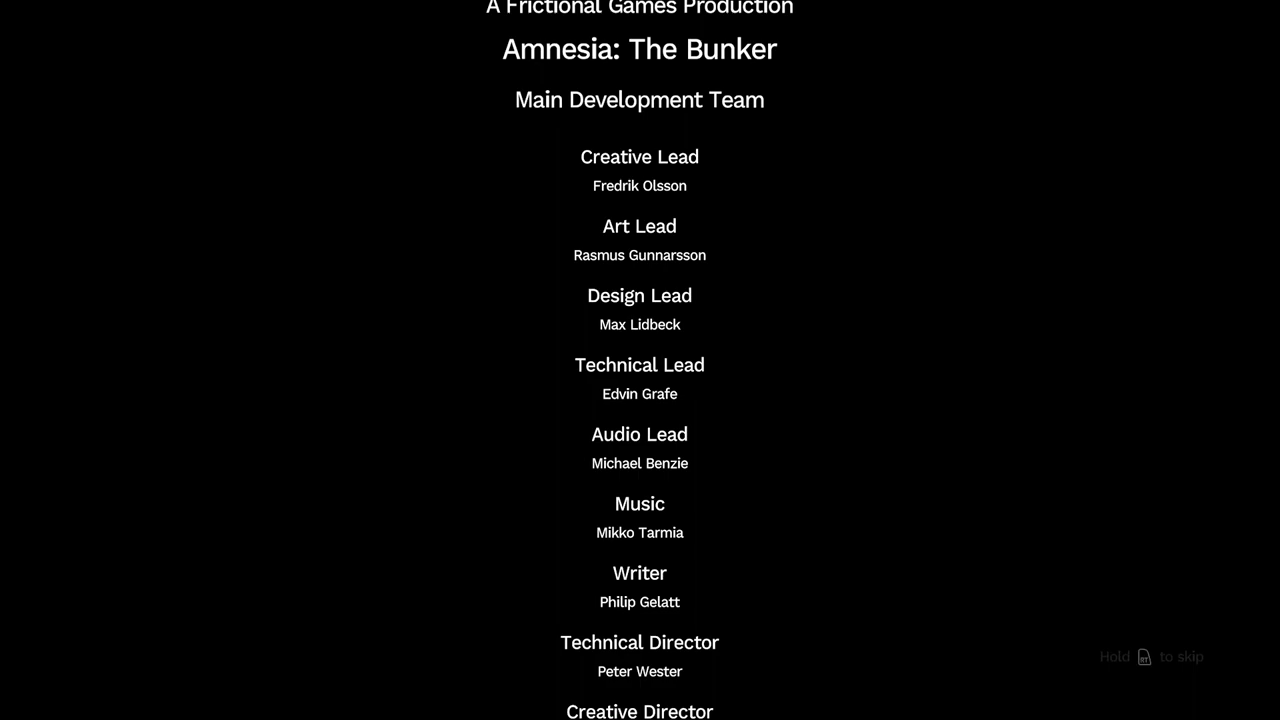 A Frictional Games Production
Amnesia: The Bunker
Main Development Team
Creative Lead
Fredrik Olsson
Art Lead
Rasmus Gunnarsson
Design Lead
Max Lidbeck
Technical Lead
Edvin Grafe
Audio Lead
Michael Benzie
Music
Mikko Tarmia
Writer
Philip Gelatt
Technical Director
Peter Wester
Hold RT to skip
Creative Director